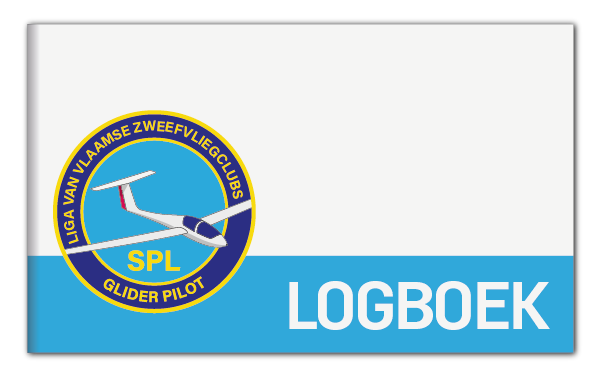 LIGA VAN VLAAMSE ZWEEFVLIEGCLUBS
SPL
GLIDER PILOT
LOGBOEK